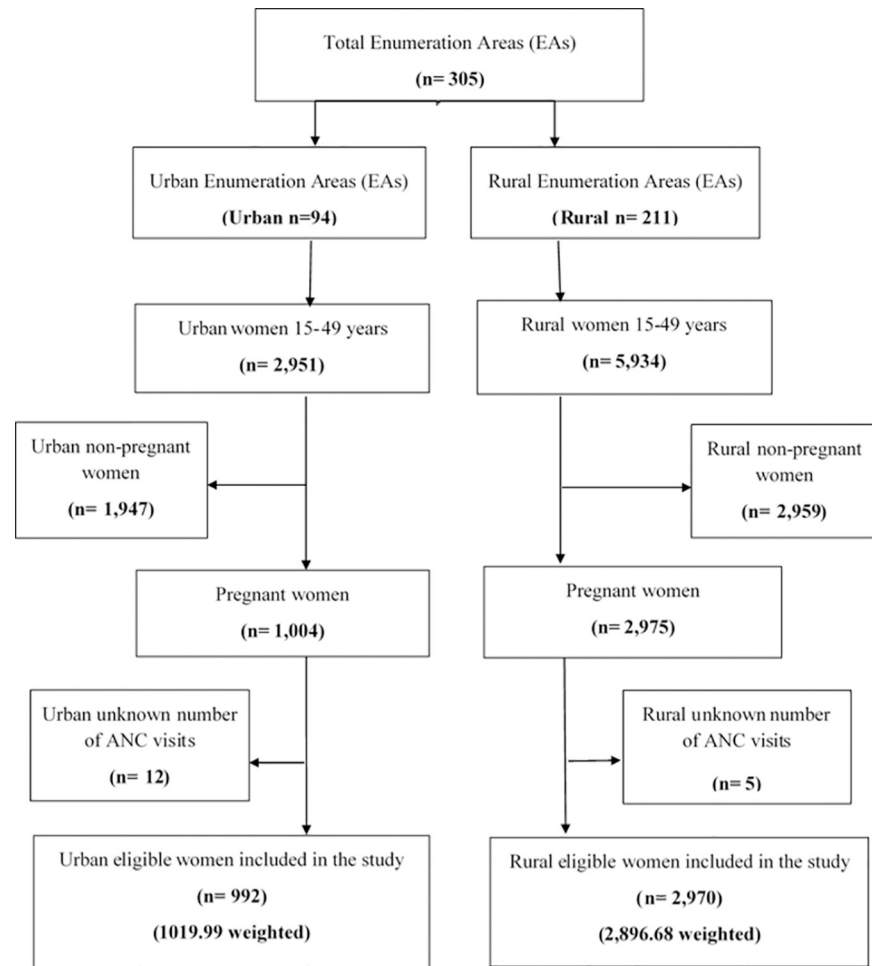 Total Enumeration Areas (EAs)
(n= 305)
Urban Enumeration Areas (EAs)
(Urban n=94)
Rural Enumeration Areas (EAs)
(Rural n= 211)
Urban women 15-49 years
(n= 2,951)
Rural women 15-49 years
(n= 5,934)
Urban non-pregnant
women
(n= 1,947)
Rural non-pregnant
women
(n= 2,959)
Pregnant women
(n= 1,004)
Pregnant women
(n= 2,975)
Urban unknown number
of ANC visits
(n= 12)
Rural unknown number
of ANC visits
(n= 5)
Urban eligible women included in the study
(n= 992)
(1019.99 weighted)
Rural eligible women included in the study
(n= 2,970)
(2,896.68 weighted)